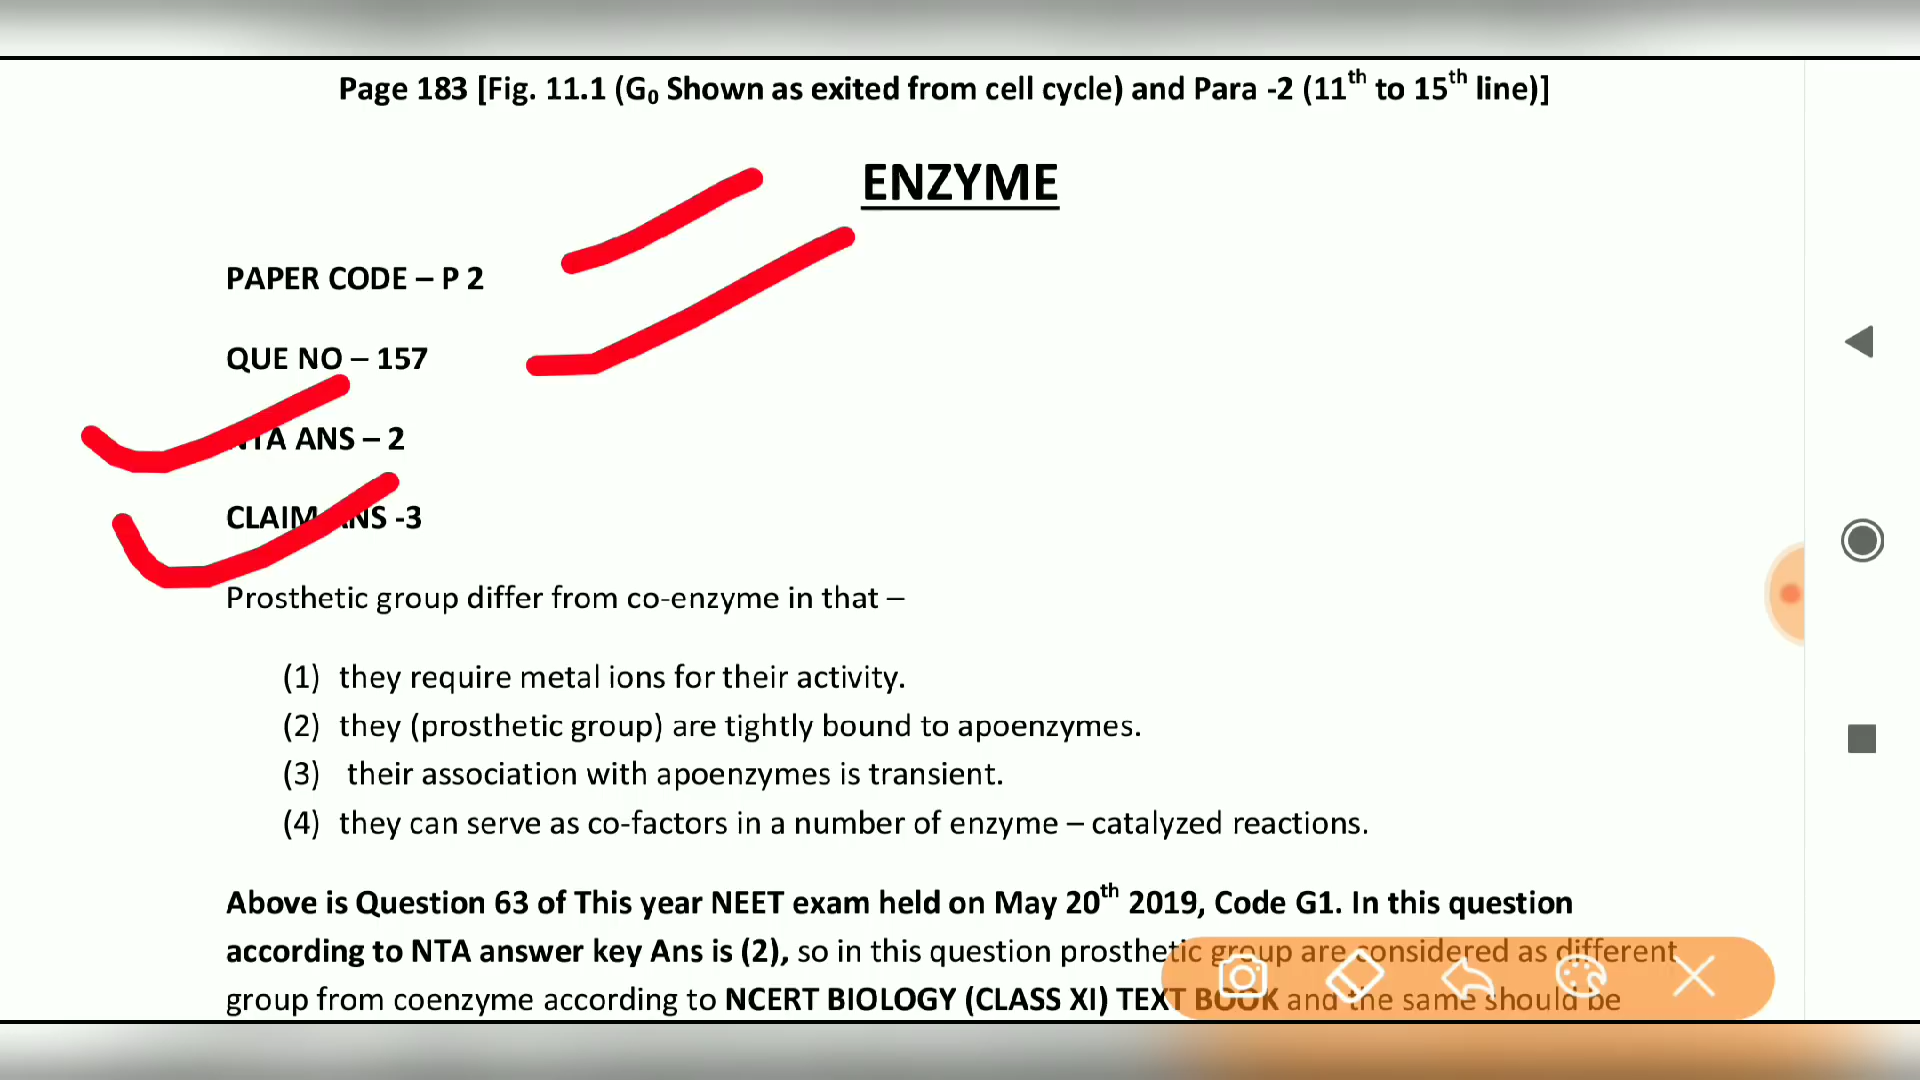 Page 183 [Fig. 11.1 (G₀ Shown as exited from cell cycle) and Para -2 (11th to 15th line)]
ENZYME
PAPER CODE – P 2
QUE NO – 157
NTA ANS – 2
CLAIM ANS -3
Prosthetic group differ from co-enzyme in that –
(1) they require metal ions for their activity.
(2) they (prosthetic group) are tightly bound to apoenzymes.
(3) their association with apoenzymes is transient.
(4) they can serve as co-factors in a number of enzyme – catalyzed reactions.
Above is Question 63 of This year NEET exam held on May 20th 2019, Code G1. In this question
according to NTA answer key Ans is (2), so in this question prosthetic group are considered as different
group from coenzyme according to NCERT BIOLOGY (CLASS XI) TEXT BOOK and the same should be